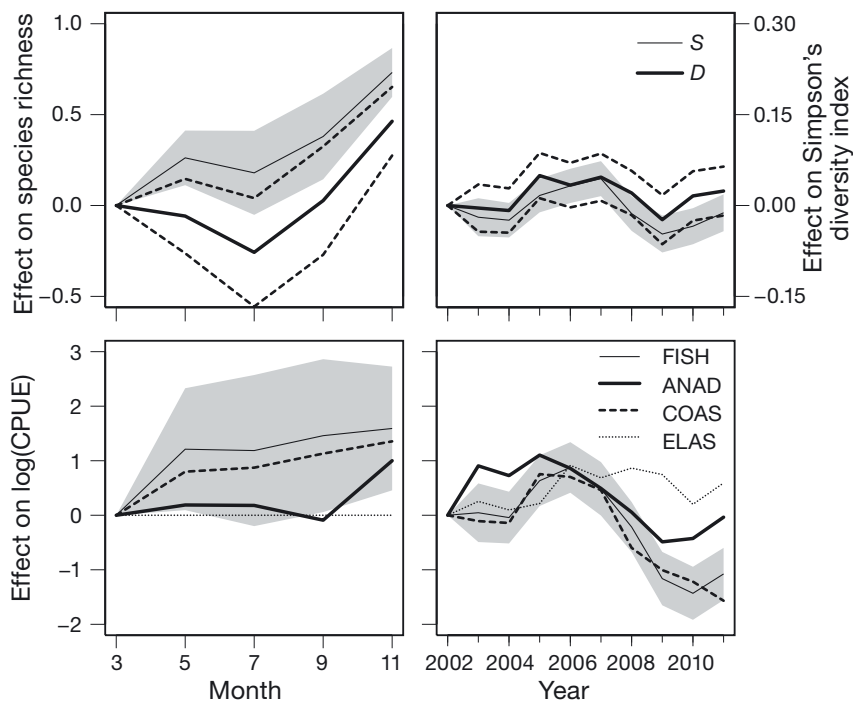 Effect on species richness
1.0
0.5
0.0
−0.5
S
D
0.30
0.15
0.00
−0.15
Effect on Simpson's
diversity index
Effect on log(CPUE)
3
2
1
0
−1
−2
3 5 7 9 11
Month
FISH
ANAD
COAS
ELAS
2002 2004 2006 2008 2010
Year